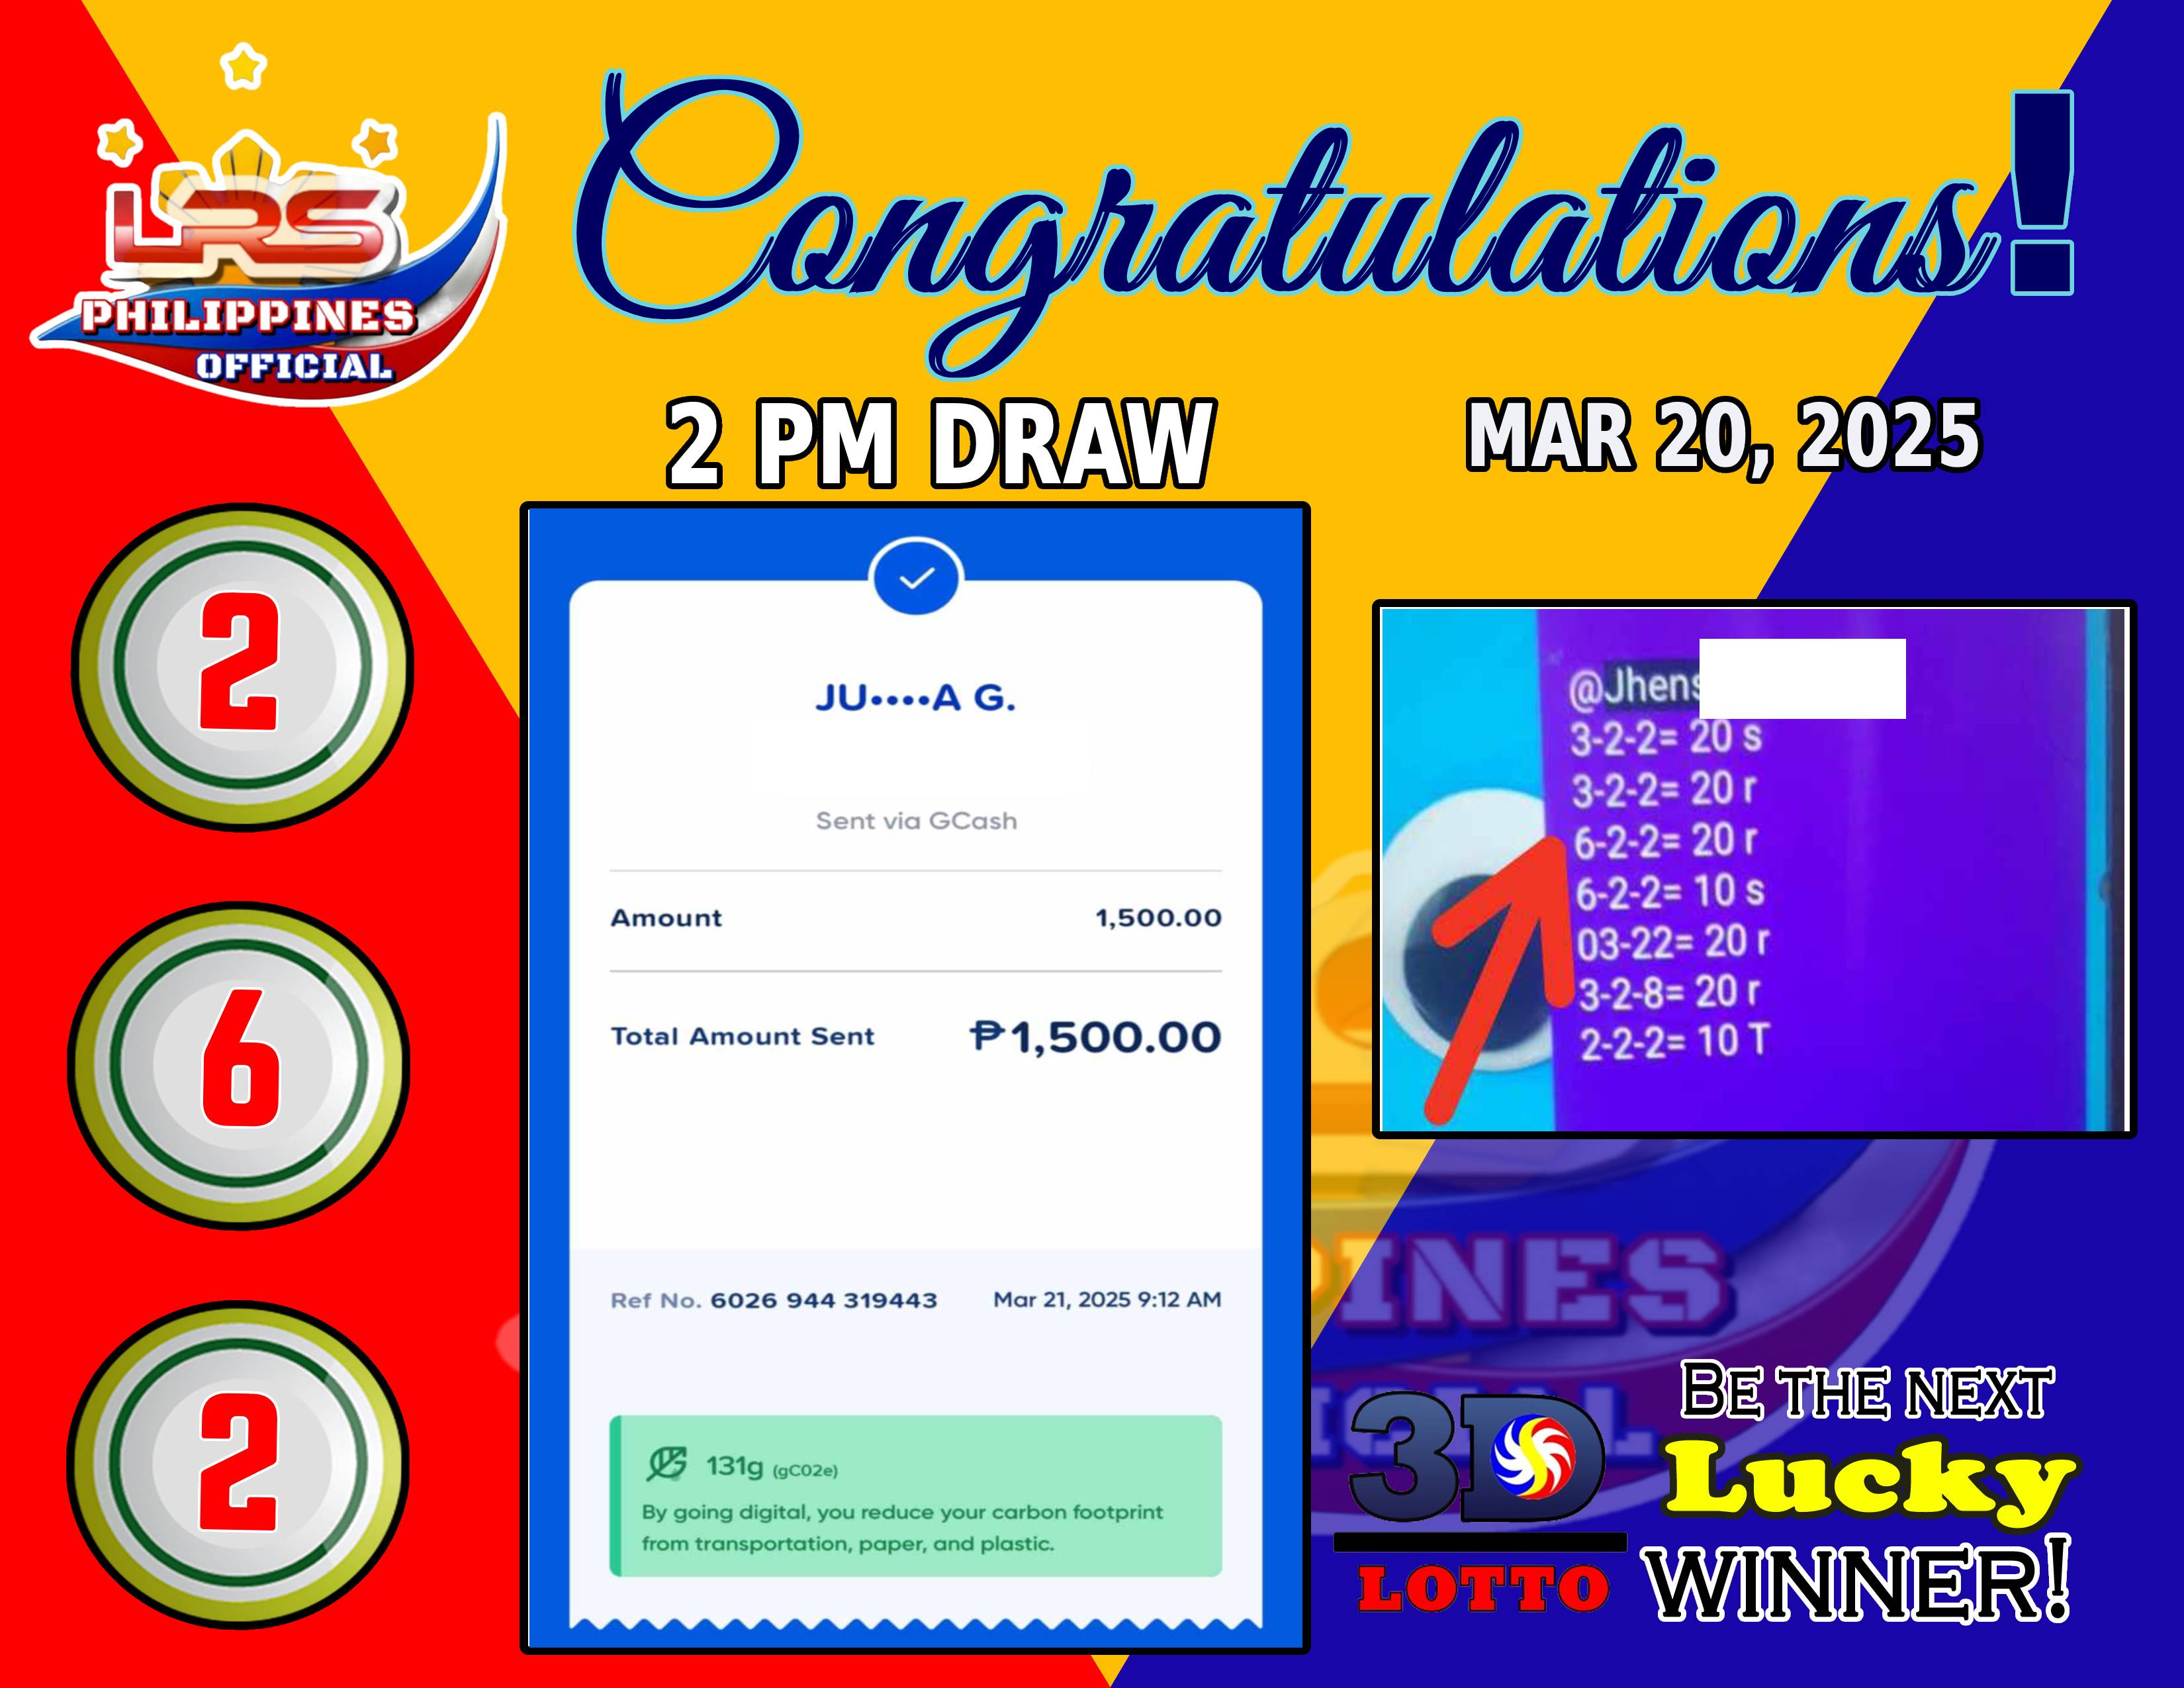 LRS
PHILIPPINES
OFFICIAL
Congratulations!
2 PM DRAW
MAR 20, 2025
2
6
2
JU••••A G.
Sent via GCash
Amount 1,500.00
Total Amount Sent ₱1,500.00
Ref No. 6026 944 319443 Mar 21, 2025 9:12 AM
131g (gC02e)
By going digital, you reduce your carbon footprint
from transportation, paper, and plastic.
@Jhens
3-2-2= 20 s
3-2-2= 20 r
6-2-2= 20 r
6-2-2= 10 s
03-22= 20 r
3-2-8= 20 r
2-2-2= 10 T
PINES
ICIAL
3D
LOTTO
BE THE NEXT
Lucky
WINNER!